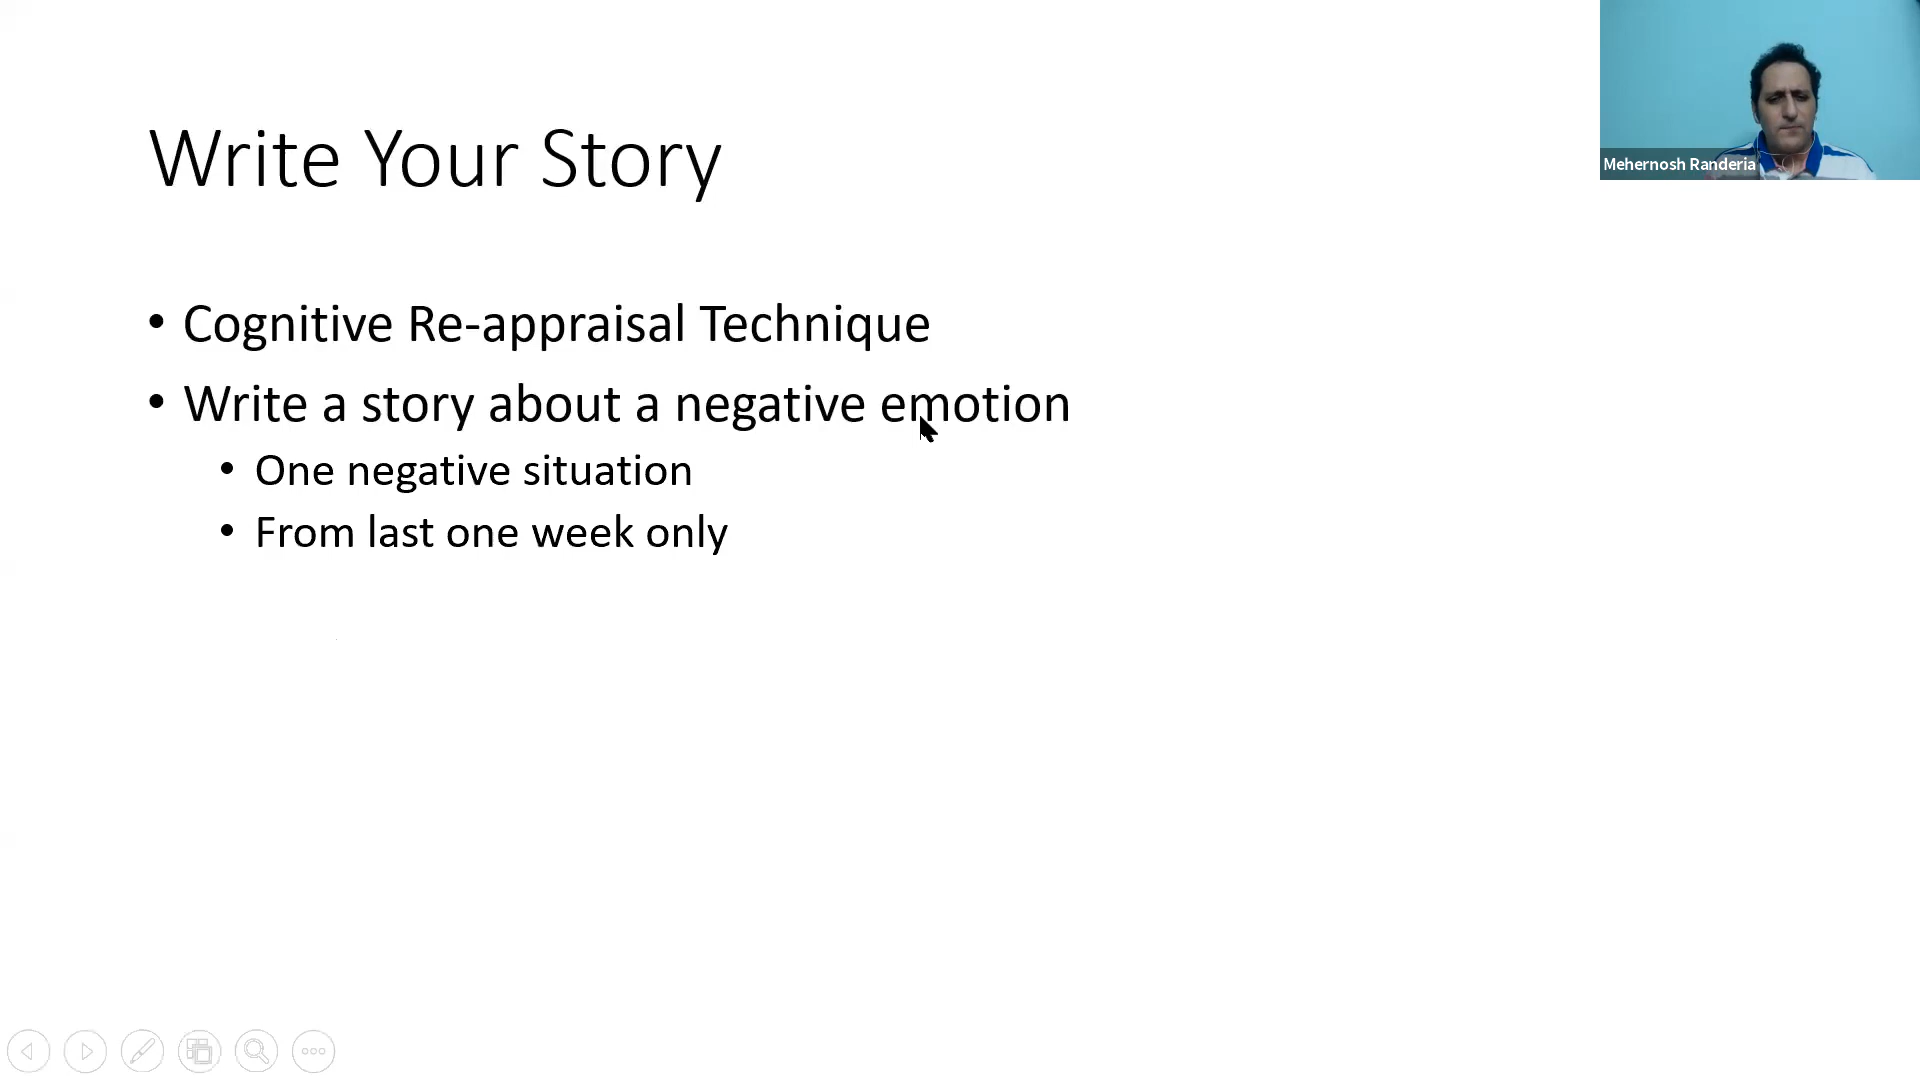 Write Your Story
Mehernosh Randeria
• Cognitive Re-appraisal Technique
• Write a story about a negative emotion
• One negative situation
• From last one week only